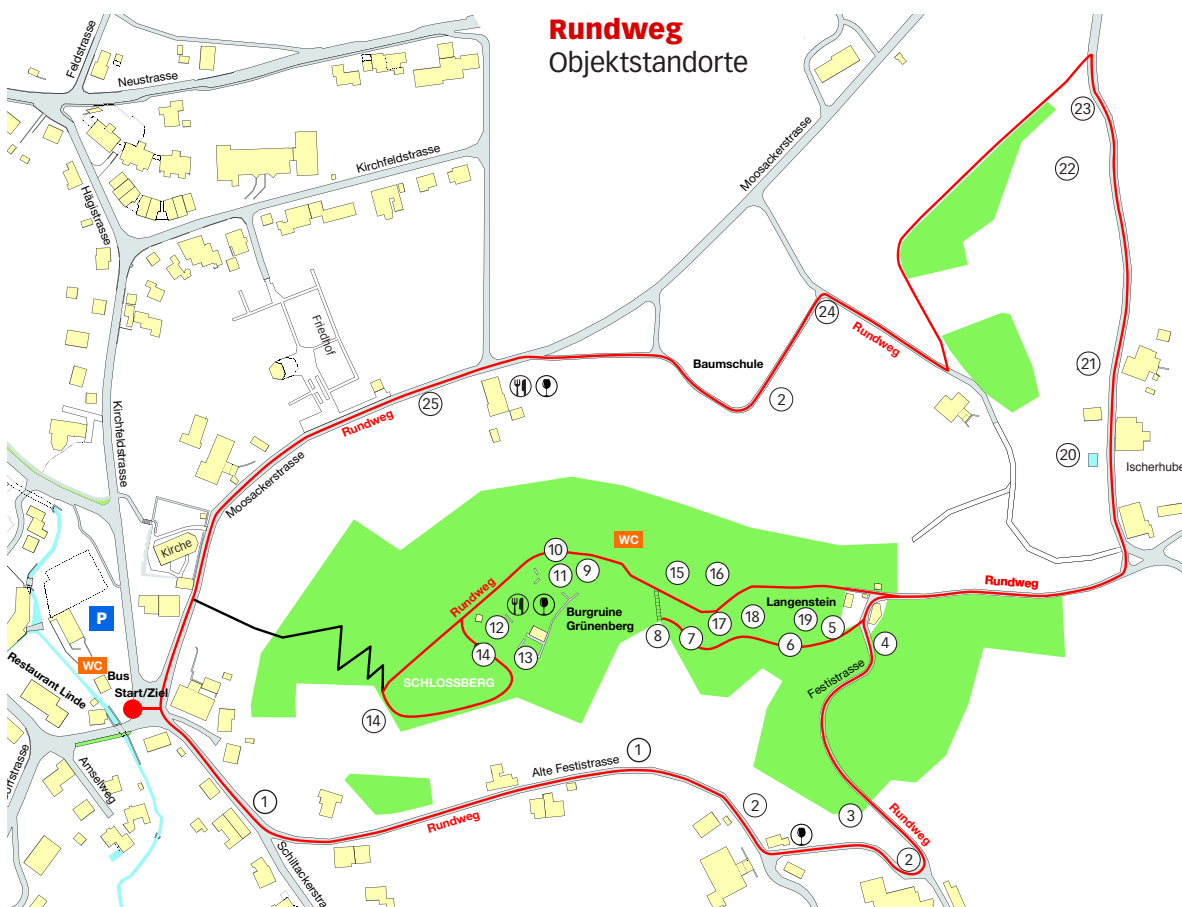 Rundweg
Objektstandorte
Feldstrasse
Neustrasse
Kirchfeldstrasse
Hägistrasse
Moosackerstrasse
23
22
24
Rundweg
Friedhof
Baumschule
21
2
25
Rundweg
Kirchfeldstrasse
Moosackerstrasse
20
Ischerhube
Kirche
WC
10
11
9
15
16
Rundweg
Rundweg
Langenstein
Burgruine
Grünenberg
12
17
18
19
5
8
7
6
4
14
13
SCHLOSSBERG
14
Festistrasse
P
WC
Bus
Start/Ziel
Restaurant Linde
Amselweg
orfstrasse
1
Alte Festistrasse
1
2
3
Rundweg
Rundweg
2
Schiltackerstra